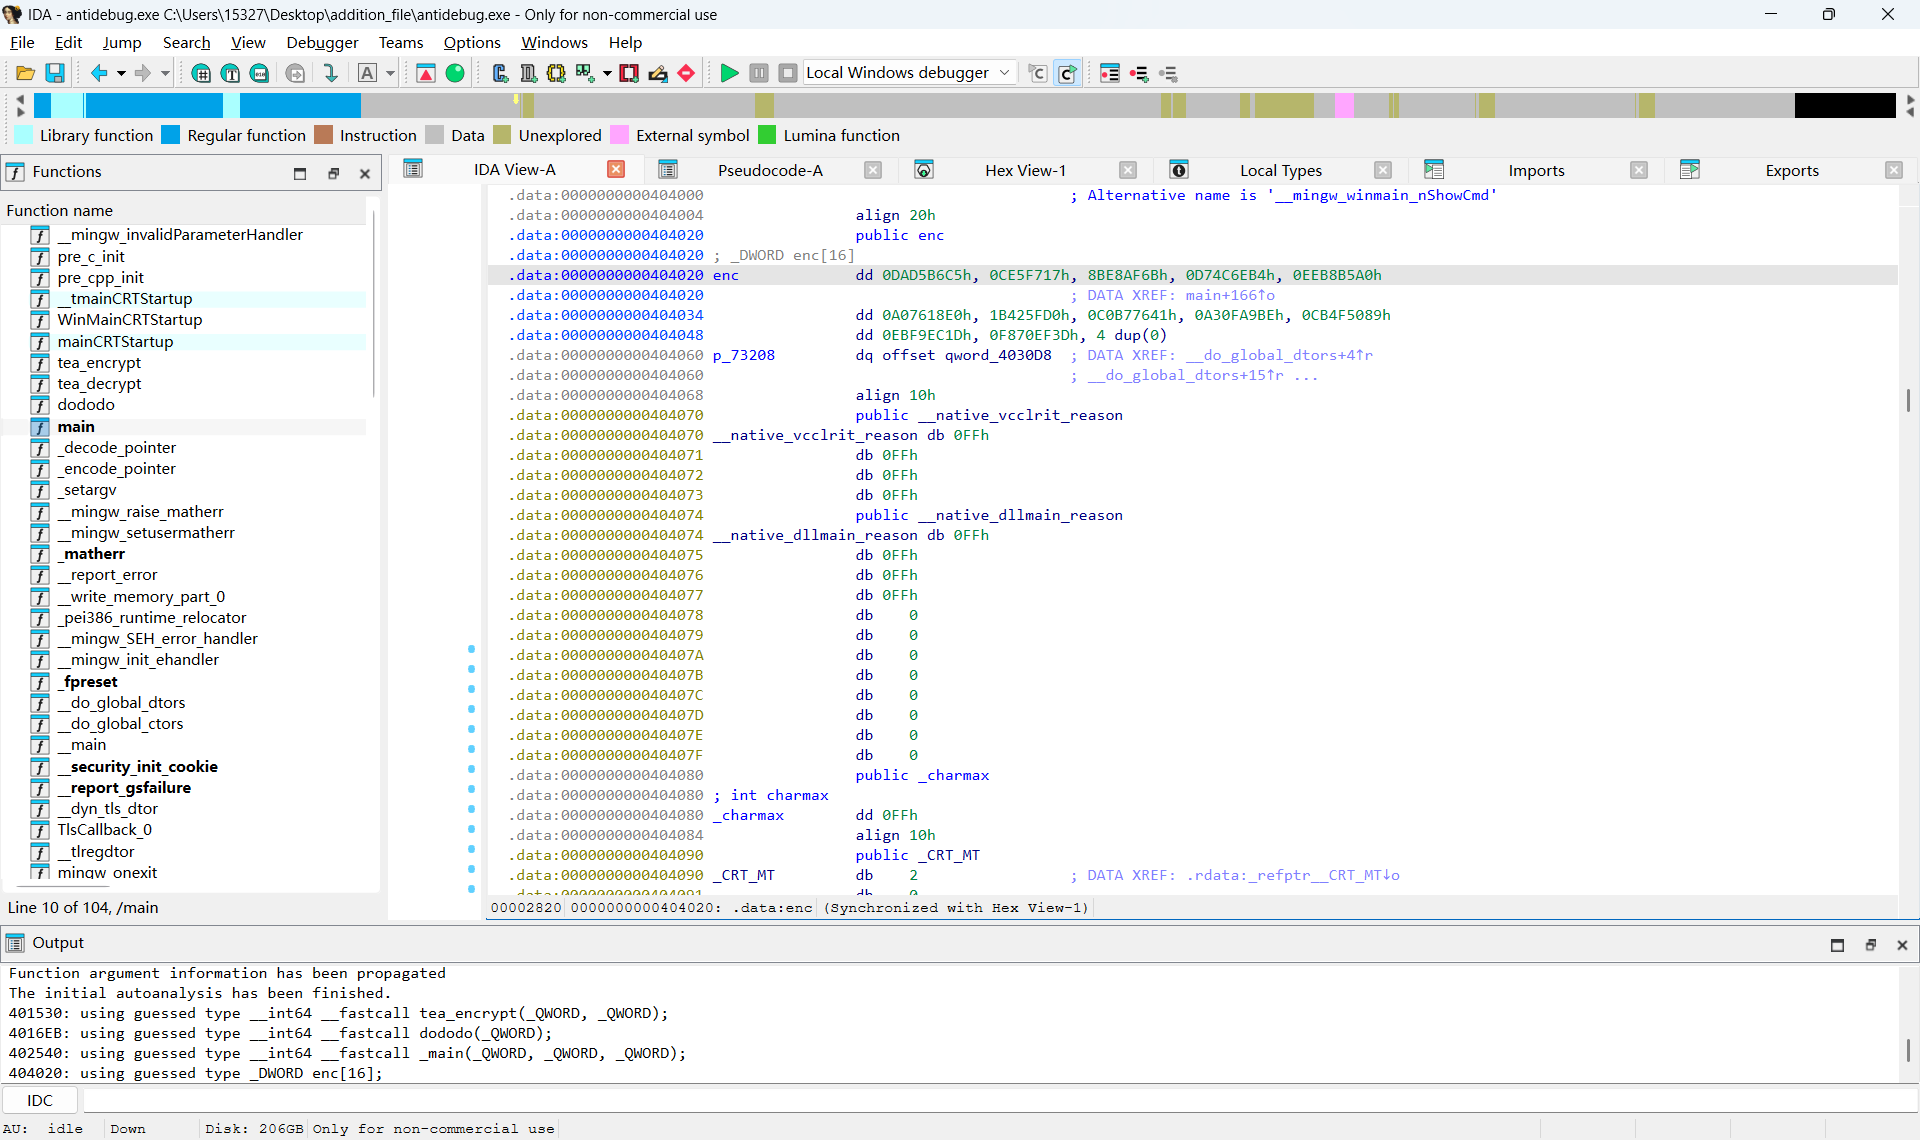 IDA - antidebug.exe C:\Users\15327\Desktop\addition_file\antidebug.exe - Only for non-commercial use
File Edit Jump Search View Debugger Teams Options Windows Help
Local Windows debugger
Library function Regular function Instruction Data Unexplored External symbol Lumina function
Functions
Function name
__mingw_invalidParameterHandler
pre_c_init
pre_cpp_init
__tmainCRTStartup
WinMainCRTStartup
mainCRTStartup
tea_encrypt
tea_decrypt
dododo
main
_decode_pointer
_encode_pointer
_setargv
__mingw_raise_matherr
__mingw_setusermatherr
_matherr
__report_error
__write_memory_part_0
_pei386_runtime_relocator
__mingw_SEH_error_handler
__mingw_init_ehandler
_fpreset
__do_global_dtors
__do_global_ctors
__main
__security_init_cookie
__report_gsfailure
__dyn_tls_dtor
TlsCallback_0
__tlregdtor
mingw_onexit
Line 10 of 104, /main
IDA View-A Pseudocode-A Hex View-1 Local Types Imports Exports
.data:0000000000404000 ; Alternative name is '__mingw_winmain_nShowCmd'
.data:0000000000404004 align 20h
.data:0000000000404020 public enc
.data:0000000000404020 ; _DWORD enc[16]
.data:0000000000404020 enc dd 0DAD5B6C5h, 0CE5F717h, 8BE8AF6Bh, 0D74C6EB4h, 0EEB8B5A0h
.data:0000000000404020 ; DATA XREF: main+166↑o
.data:0000000000404034 dd 0A07618E0h, 1B425FD0h, 0C0B77641h, 0A30FA9BEh, 0CB4F5089h
.data:0000000000404048 dd 0EBF9EC1Dh, 0F870EF3Dh, 4 dup(0)
.data:0000000000404060 p_73208 dq offset qword_4030D8 ; DATA XREF: __do_global_dtors+4↑r
.data:0000000000404060 ; __do_global_dtors+15↑r ...
.data:0000000000404068 align 10h
.data:0000000000404070 public __native_vcclrit_reason
.data:0000000000404070 __native_vcclrit_reason db 0FFh
.data:0000000000404071 db 0FFh
.data:0000000000404072 db 0FFh
.data:0000000000404073 db 0FFh
.data:0000000000404074 public __native_dllmain_reason
.data:0000000000404074 __native_dllmain_reason db 0FFh
.data:0000000000404075 db 0FFh
.data:0000000000404076 db 0FFh
.data:0000000000404077 db 0FFh
.data:0000000000404078 db 0
.data:0000000000404079 db 0
.data:000000000040407A db 0
.data:000000000040407B db 0
.data:000000000040407C db 0
.data:000000000040407D db 0
.data:000000000040407E db 0
.data:000000000040407F db 0
.data:0000000000404080 public _charmax
.data:0000000000404080 ; int charmax
.data:0000000000404080 _charmax dd 0FFh
.data:0000000000404084 align 10h
.data:0000000000404090 public _CRT_MT
.data:0000000000404090 _CRT_MT db 2 ; DATA XREF: .rdata:_refptr__CRT_MT↓o
.data:0000000000404091 db 0
00002820 0000000000404020: .data:enc (Synchronized with Hex View-1)
Output
Function argument information has been propagated
The initial autoanalysis has been finished.
401530: using guessed type __int64 __fastcall tea_encrypt(_QWORD, _QWORD);
4016EB: using guessed type __int64 __fastcall dododo(_QWORD);
402540: using guessed type __int64 __fastcall _main(_QWORD, _QWORD, _QWORD);
404020: using guessed type _DWORD enc[16];
IDC
AU: idle Down Disk: 206GB Only for non-commercial use